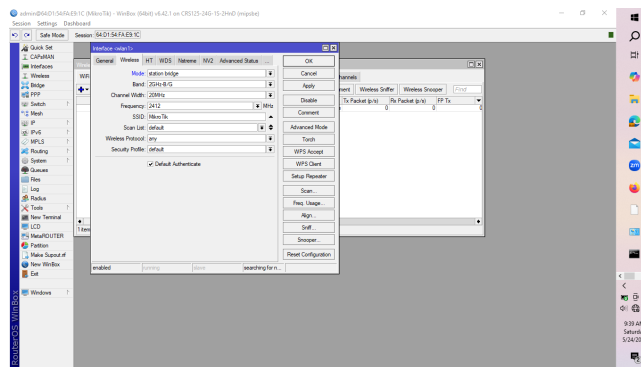 admin@64:D1:54:FA:E9:1C (MikroTik) - WinBox (64bit) v6.42.1 on CRS125-24G-1S-2HnD (mipsbe)
Session Settings Dashboard
Safe Mode Session: 64:D1:54:FA:E9:1C
Quick Set
CAPsMAN
Interfaces
Wireless
Bridge
PPP
Switch
Mesh
IP
IPv6
MPLS
Routing
System
Queues
Files
Log
Radius
Tools
New Terminal
LCD
MetaROUTER
Partition
Make Supout.rif
New WinBox
Exit
Windows
RouterOS WinBox
Interface <wlan1>
General Wireless HT WDS Nstreme NV2 Advanced Status ...
Mode: station bridge
Band: 2GHz-B/G
Channel Width: 20MHz
Frequency: 2412 MHz
SSID: MikroTik
Scan List: default
Wireless Protocol: any
Security Profile: default
Default Authenticate
OK
Cancel
Apply
Disable
Comment
Advanced Mode
Torch
WPS Accept
WPS Client
Setup Repeater
Scan...
Freq. Usage...
Align...
Sniff...
Snooper...
Reset Configuration
enabled running slave searching for n...
Wireless Sniffer Wireless Snooper Find
Tx Packet (p/s) Rx Packet (p/s) FP Tx
0 0
zm
9:39 AM